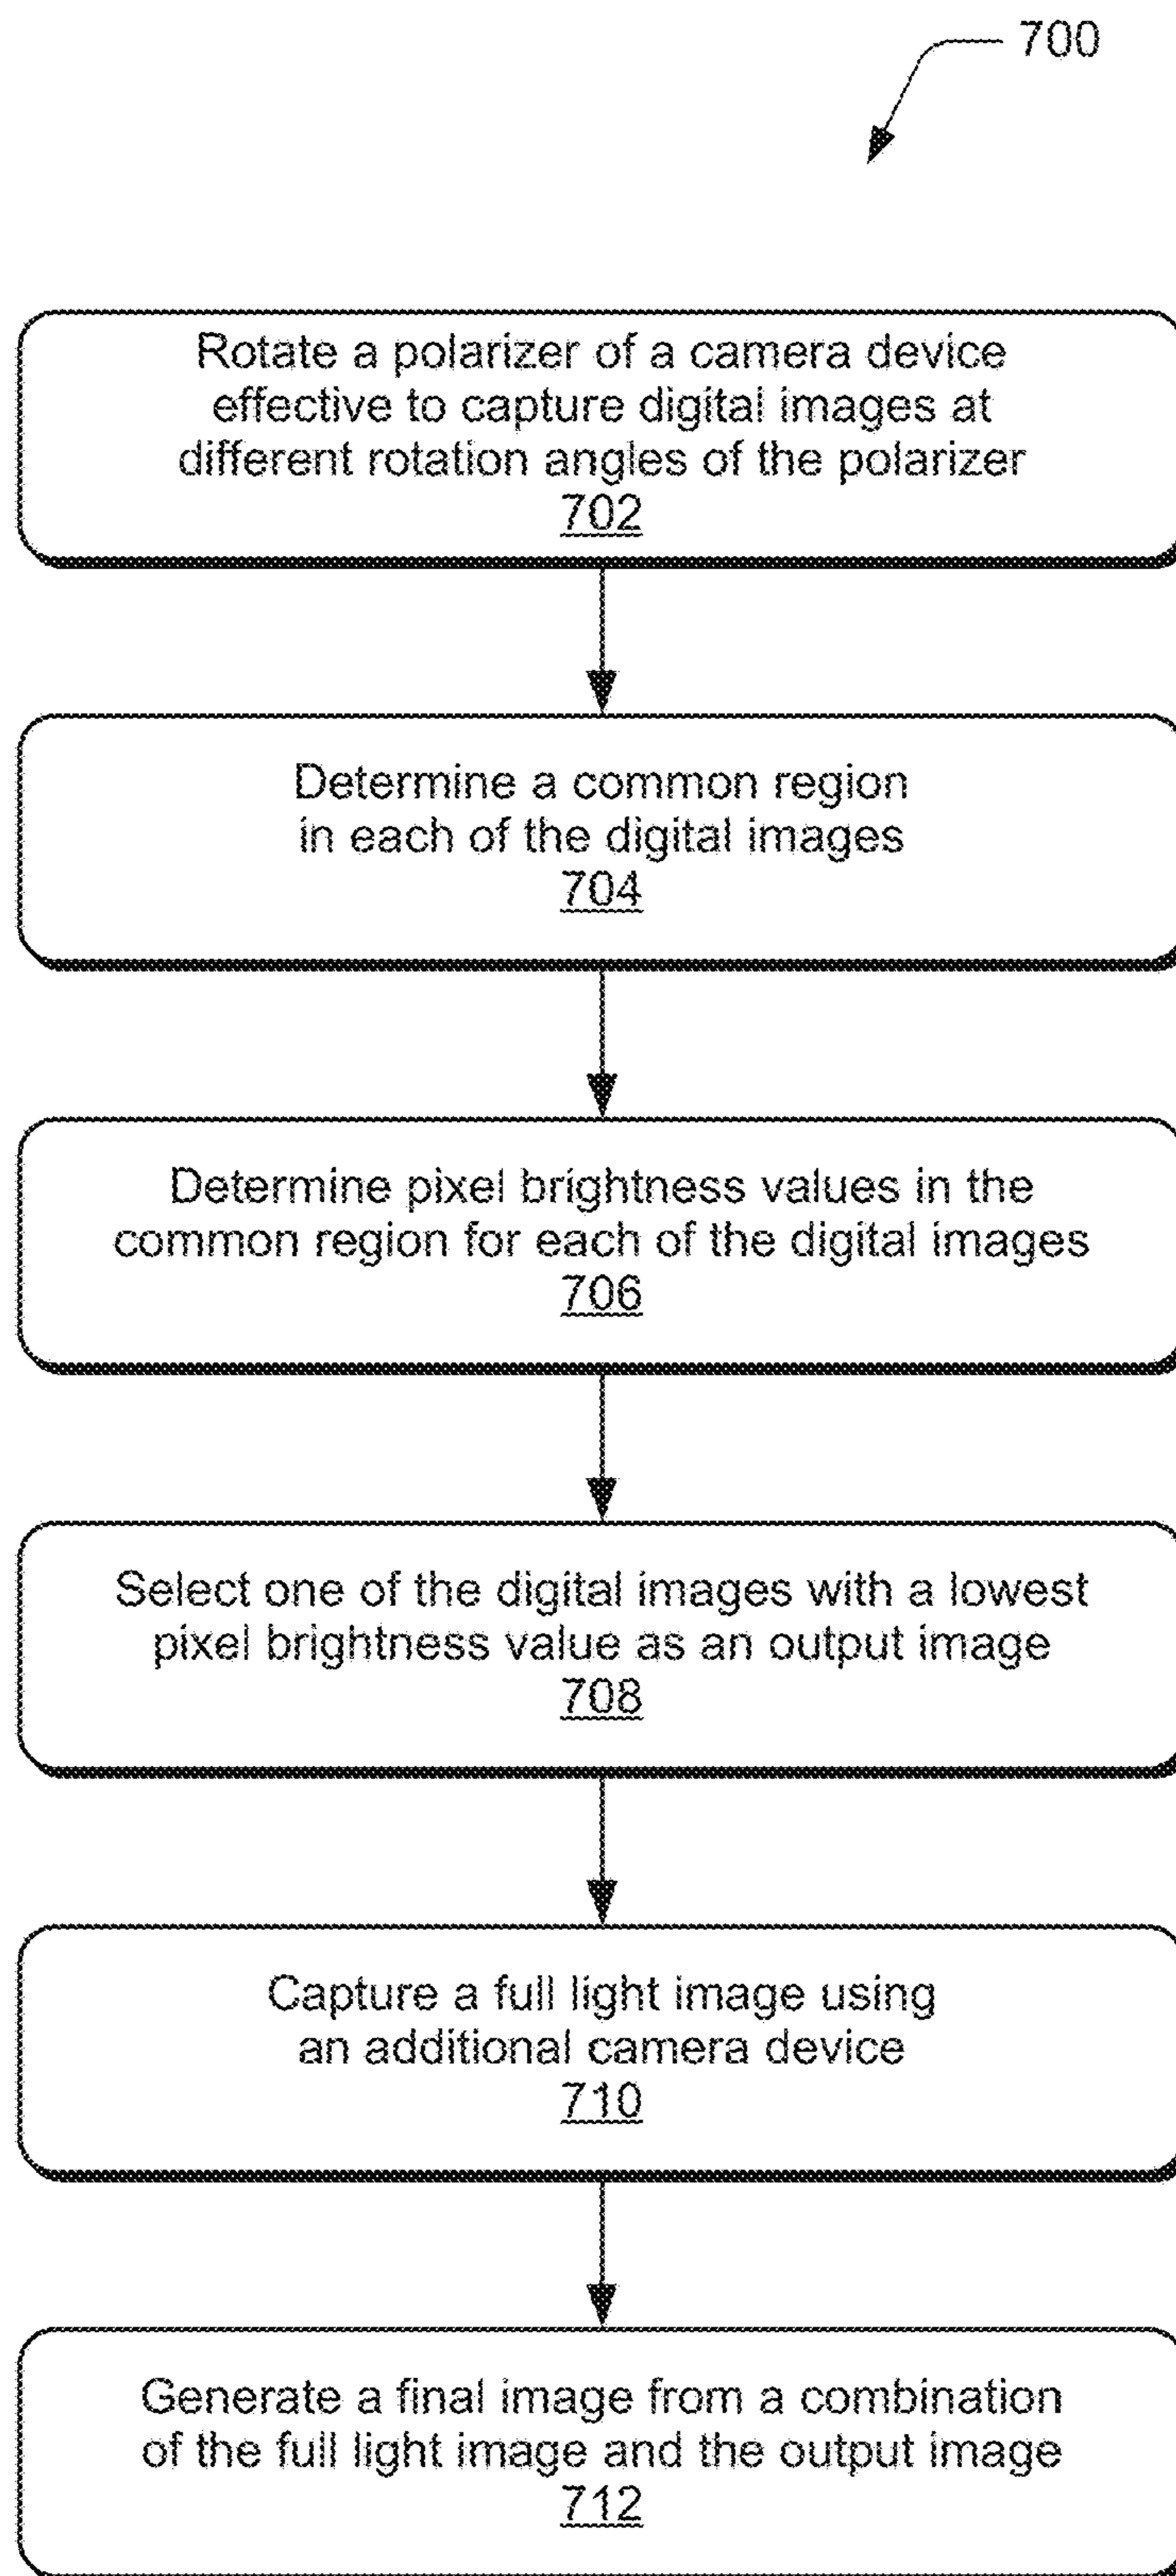 700
Rotate a polarizer of a camera device
effective to capture digital images at
different rotation angles of the polarizer
702
Determine a common region
in each of the digital images
704
Determine pixel brightness values in the
common region for each of the digital images
706
Select one of the digital images with a lowest
pixel brightness value as an output image
708
Capture a full light image using
an additional camera device
710
Generate a final image from a combination
of the full light image and the output image
712